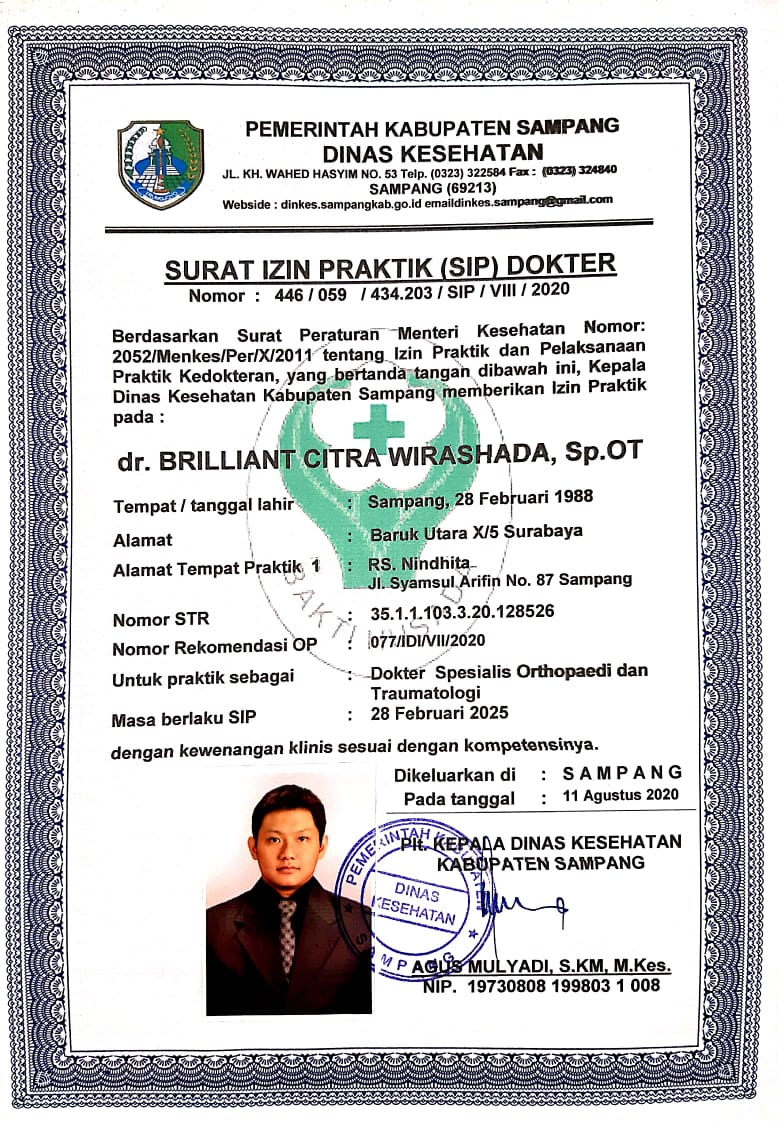 PEMERINTAH KABUPATEN SAMPANG
DINAS KESEHATAN
JL. KH. WAHED HASYIM NO. 53 Telp. (0323) 322584 Fax : (0323) 324840
SAMPANG (69213)
Webside : dinkes.sampangkab.go.id emaildinkes.sampang@gmail.com
SURAT IZIN PRAKTIK (SIP) DOKTER
Nomor : 446 / 059 / 434.203 / SIP / VIII / 2020
Berdasarkan Surat Peraturan Menteri Kesehatan Nomor:
2052/Menkes/Per/X/2011 tentang Izin Praktik dan Pelaksanaan
Praktik Kedokteran, yang bertanda tangan dibawah ini, Kepala
Dinas Kesehatan Kabupaten Sampang memberikan Izin Praktik
pada :
dr. BRILLIANT CITRA WIRASHADA, Sp.OT
Tempat / tanggal lahir : Sampang, 28 Februari 1988
Alamat : Baruk Utara X/5 Surabaya
Alamat Tempat Praktik 1 : RS. Nindhita
Jl. Syamsul Arifin No. 87 Sampang
Nomor STR : 35.1.1.103.3.20.128526
Nomor Rekomendasi OP : 077/IDI/VII/2020
Untuk praktik sebagai : Dokter Spesialis Orthopaedi dan
Traumatologi
Masa berlaku SIP : 28 Februari 2025
dengan kewenangan klinis sesuai dengan kompetensinya.
Dikeluarkan di : S A M P A N G
Pada tanggal : 11 Agustus 2020
Plt. KEPALA DINAS KESEHATAN
KABUPATEN SAMPANG
DINAS
KESEHATAN
SAMPANG
AGUS MULYADI, S.KM, M.Kes.
NIP. 19730808 199803 1 008